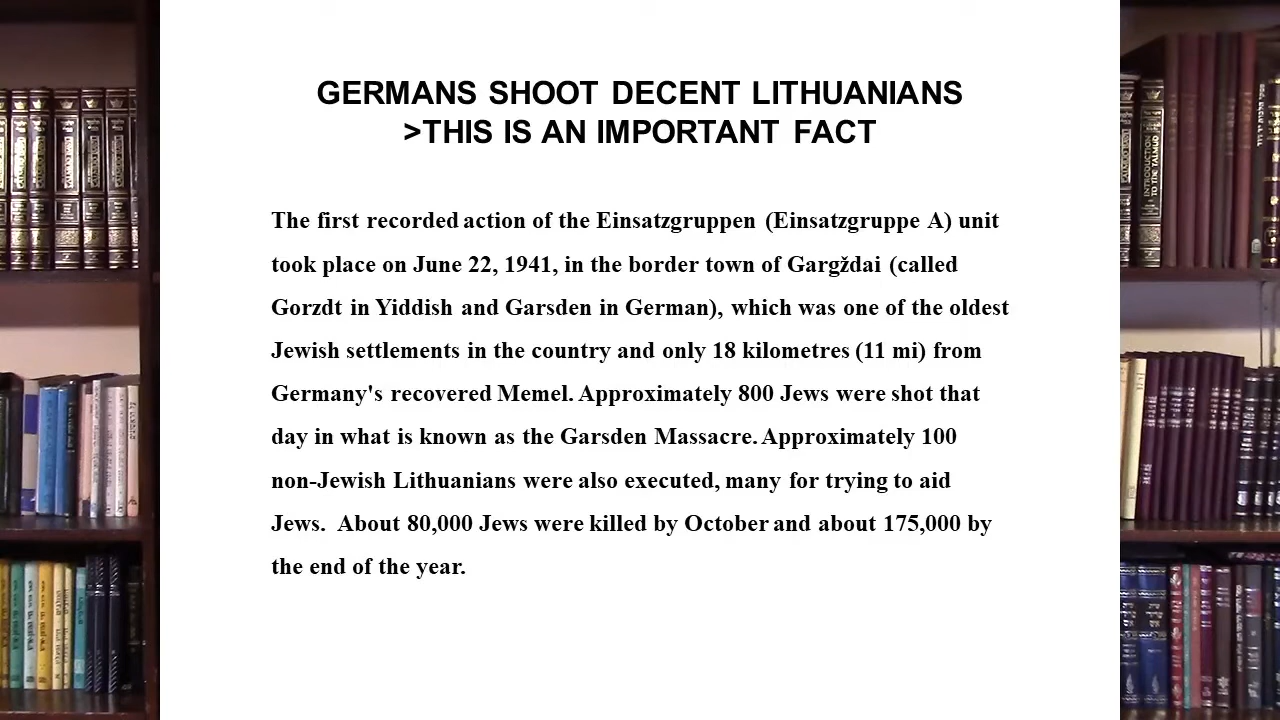 GERMANS SHOOT DECENT LITHUANIANS
>THIS IS AN IMPORTANT FACT
The first recorded action of the Einsatzgruppen (Einsatzgruppe A) unit
took place on June 22, 1941, in the border town of Gargždai (called
Gorzdt in Yiddish and Garsden in German), which was one of the oldest
Jewish settlements in the country and only 18 kilometres (11 mi) from
Germany's recovered Memel. Approximately 800 Jews were shot that
day in what is known as the Garsden Massacre. Approximately 100
non-Jewish Lithuanians were also executed, many for trying to aid
Jews.  About 80,000 Jews were killed by October and about 175,000 by
the end of the year.
INTRODUCTION TO THE TALMUD